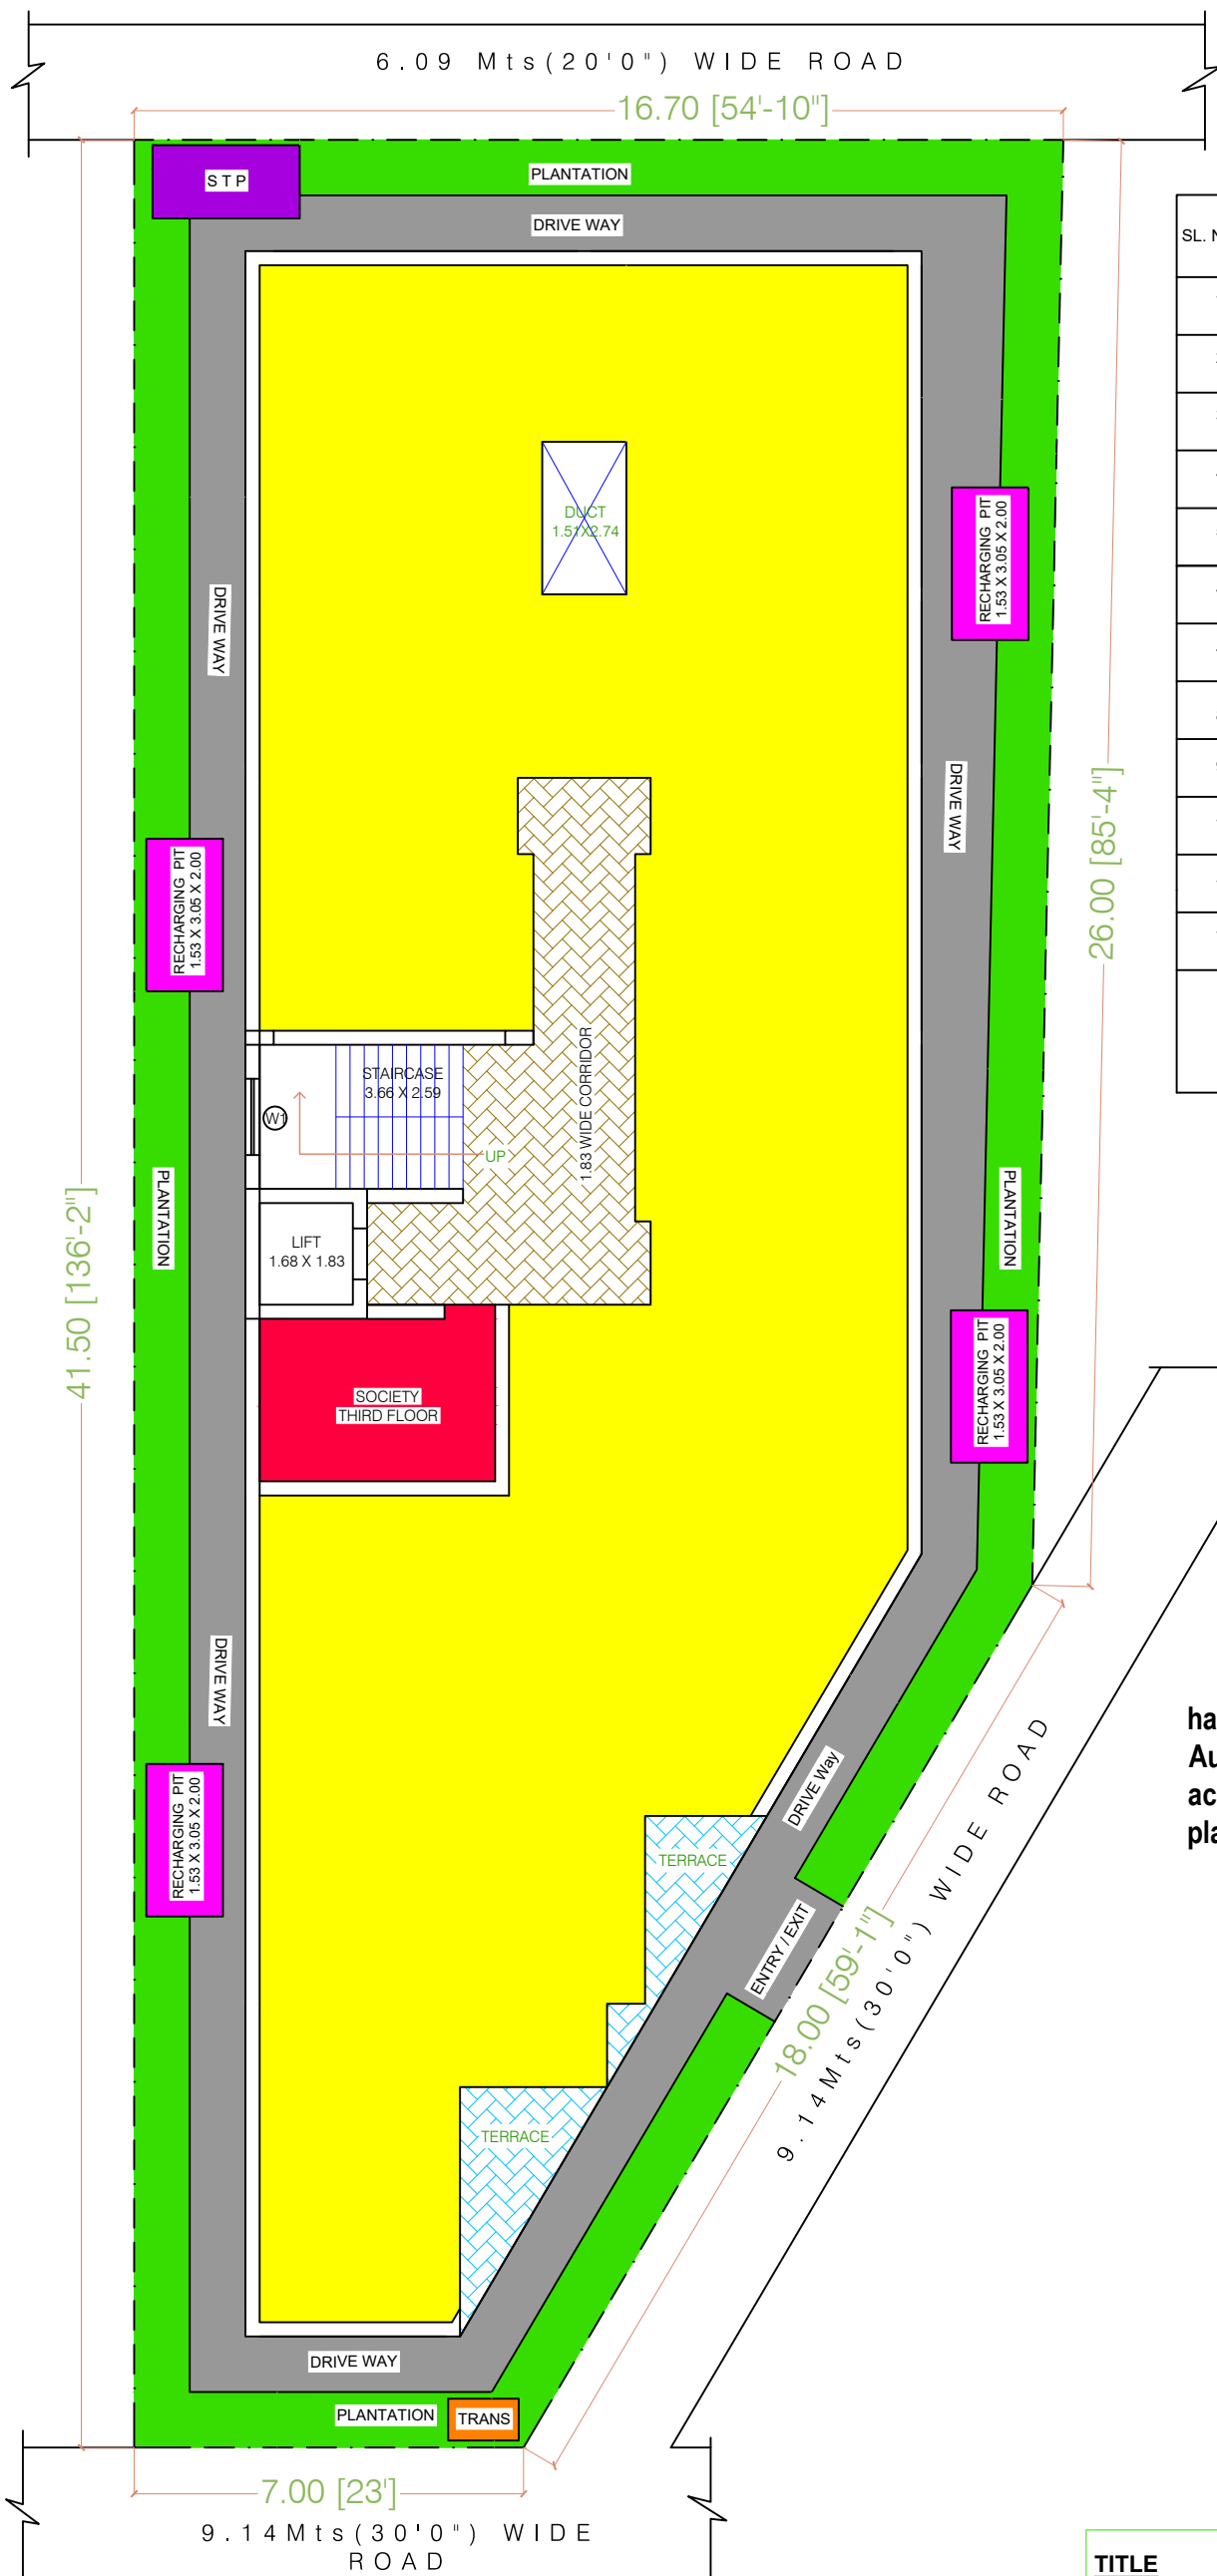 6.09 Mts(20'0") WIDE ROAD
16.70 [54'-10"]
S T P
PLANTATION
DRIVE WAY
SL. N
DUCT
1.51X2.74
RECHARGING PIT
1.53 X 3.05 X 2.00
DRIVE WAY
DRIVE WAY
26.00 [85'-4"]
RECHARGING PIT
1.53 X 3.05 X 2.00
STAIRCASE
3.66 X 2.59
W1
UP
1.83 WIDE CORRIDOR
PLANTATION
PLANTATION
41.50 [136'-2"]
LIFT
1.68 X 1.83
RECHARGING PIT
1.53 X 3.05 X 2.00
SOCIETY
THIRD FLOOR
DRIVE WAY
ha
Au
ac
pla
DRIVE Way
RECHARGING PIT
1.53 X 3.05 X 2.00
TERRACE
ENTRY / EXIT
18.00 [59'-1"]
9.14Mts(30'0") WIDE ROAD
TERRACE
DRIVE WAY
PLANTATION
TRANS
7.00 [23']
9.14Mts(30'0") WIDE
ROAD
TITLE